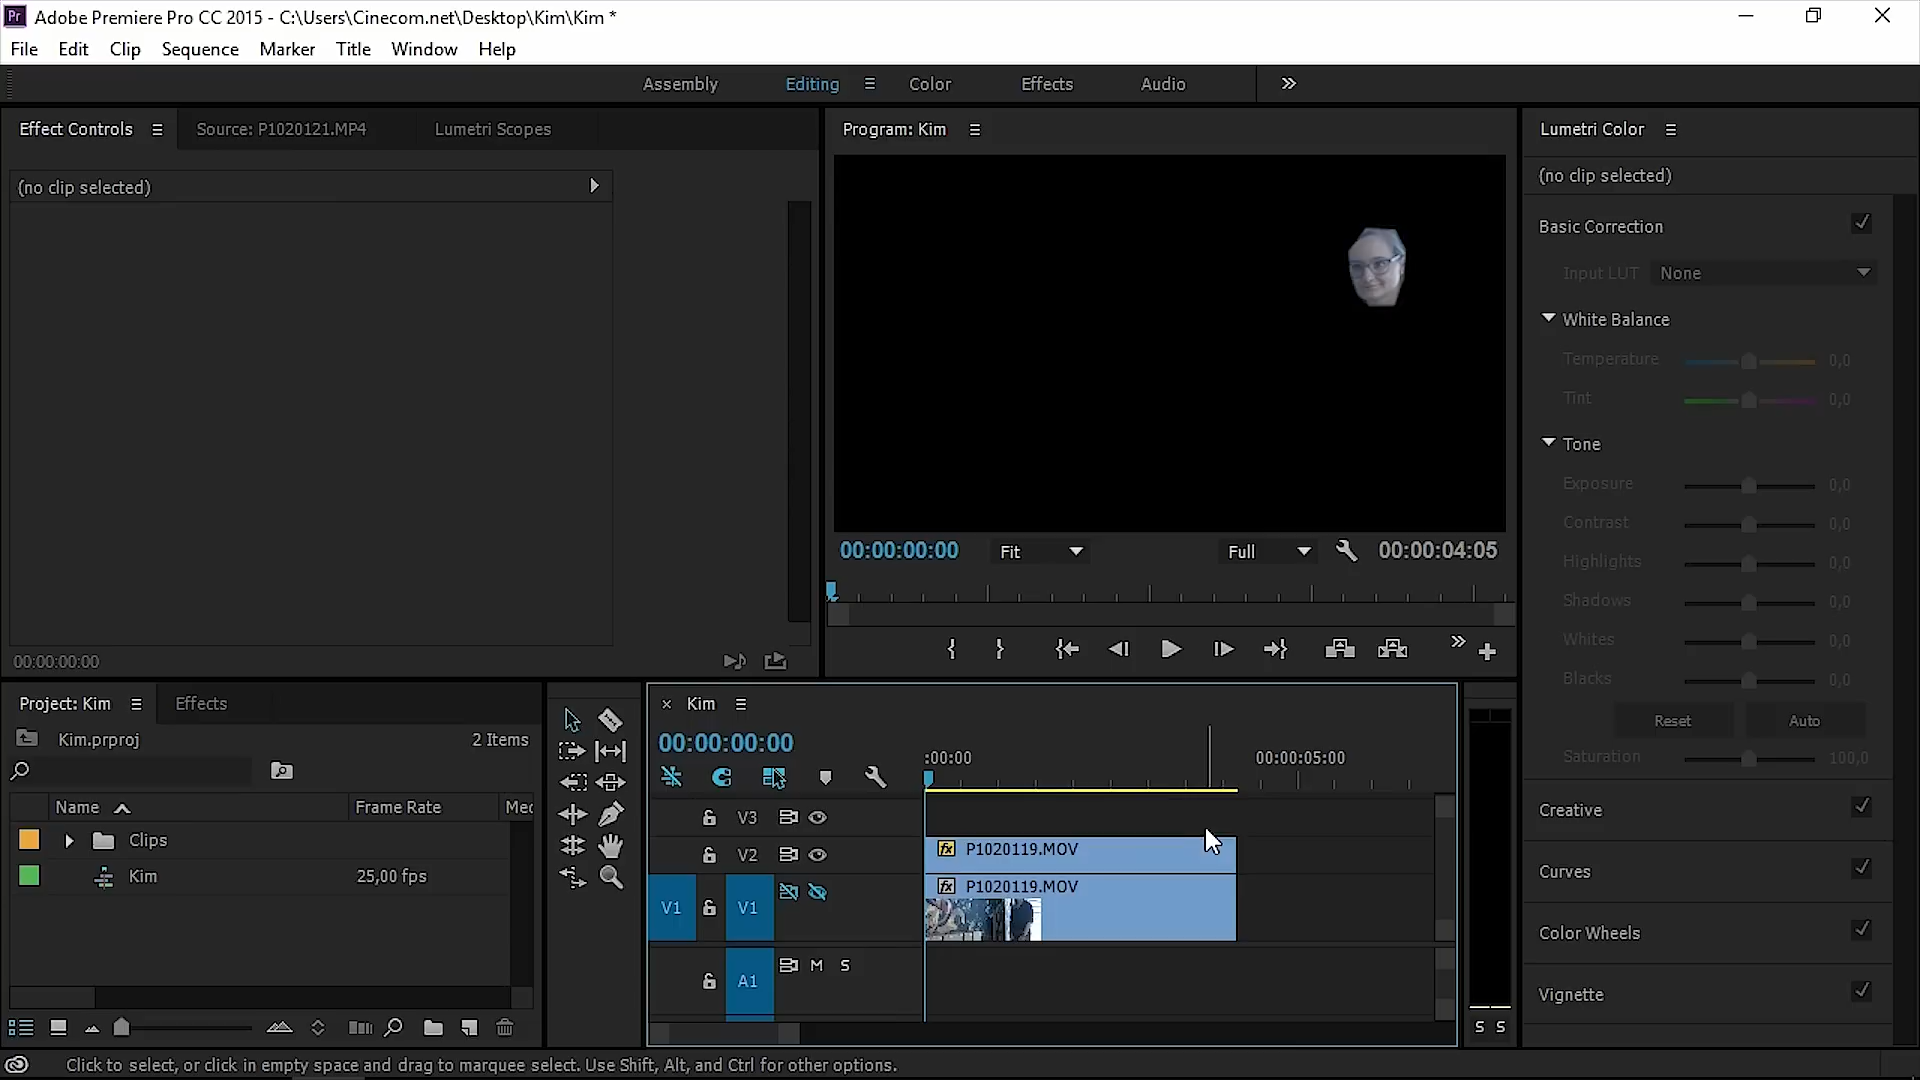 Pr Adobe Premiere Pro CC 2015 - C:\Users\Cinecom.net\Desktop\Kim\Kim *
File Edit Clip Sequence Marker Title Window Help
Assembly Editing Color Effects Audio
Effect Controls Source: P1020121.MP4 Lumetri Scopes
(no clip selected)
00:00:00:00
Program: Kim
00:00:00:00 Fit Full 00:00:04:05
Lumetri Color
(no clip selected)
Basic Correction
Input LUT None
White Balance
Temperature 0,0
Tint 0,0
Tone
Exposure 0,0
Contrast 0,0
Highlights 0,0
Shadows 0,0
Whites 0,0
Blacks 0,0
Reset Auto
Saturation 100,0
Creative
Curves
Color Wheels
Vignette
Project: Kim Effects
Kim.prproj 2 Items
Name Frame Rate Med
Clips
Kim 25,00 fps
× Kim
00:00:00:00
:00:00 00:00:05:00
V3
V2 fx P1020119.MOV
V1 V1 fx P1020119.MOV
A1 M S
S S
Click to select, or click in empty space and drag to marquee select. Use Shift, Alt, and Ctrl for other options.